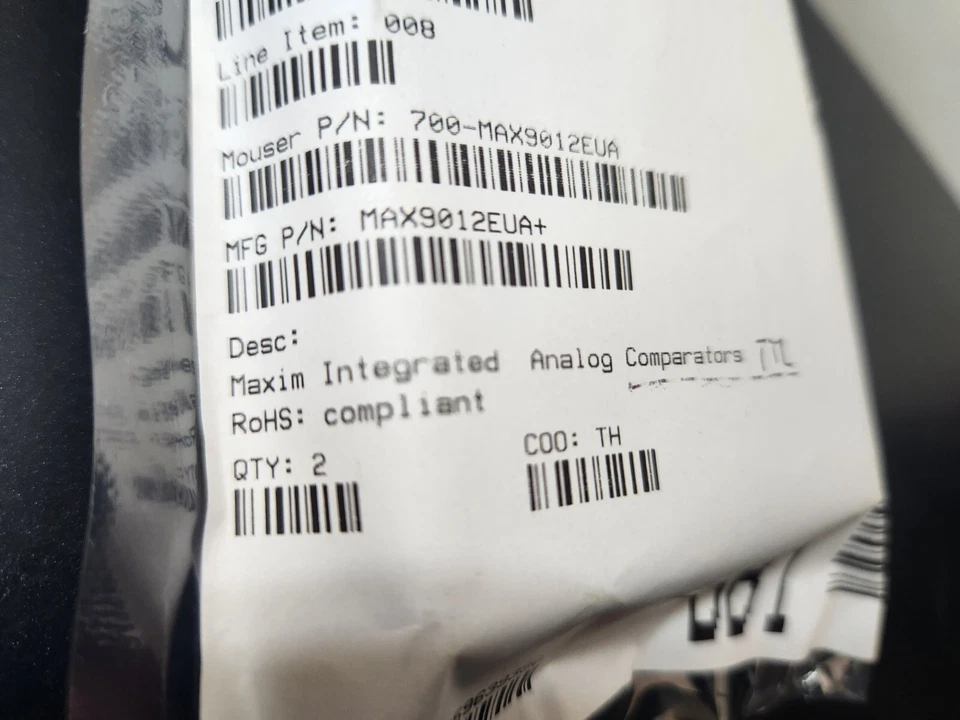 Line Item: 008
Mouser P/N: 700-MAX9012EUA
MFG P/N: MAX9012EUA+
Desc:
Maxim Integrated Analog Comparators TTL
RoHS: compliant
QTY: 2 COO: TH